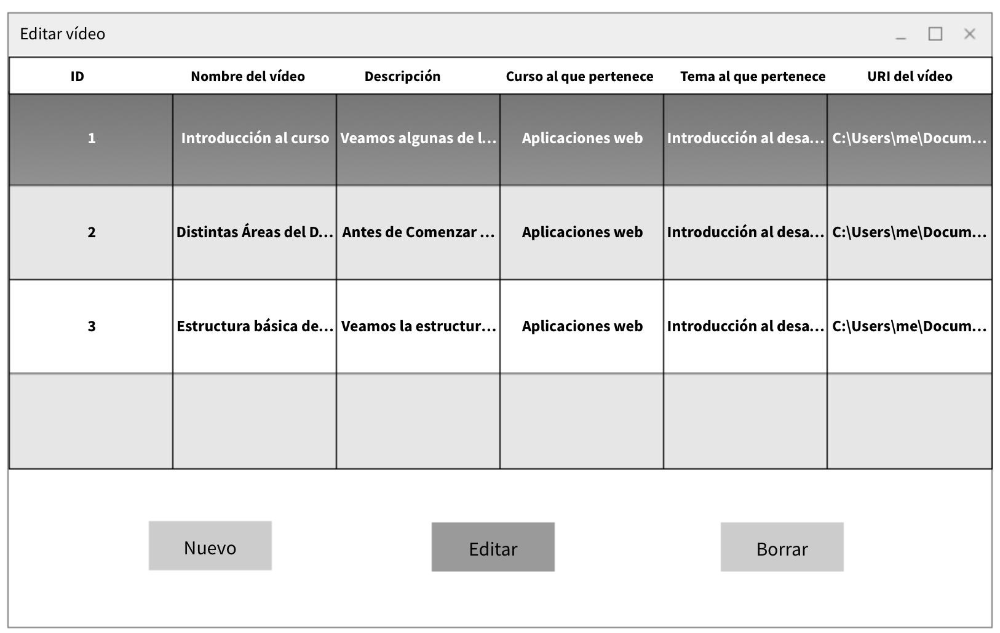 Editar vídeo
ID Nombre del vídeo Descripción Curso al que pertenece Tema al que pertenece URI del vídeo
1 Introducción al curso Veamos algunas de l... Aplicaciones web Introducción al desa... C:\Users\me\Docum...
2 Distintas Áreas del D... Antes de Comenzar ... Aplicaciones web Introducción al desa... C:\Users\me\Docum...
3 Estructura básica de... Veamos la estructur... Aplicaciones web Introducción al desa... C:\Users\me\Docum...
Nuevo Editar Borrar